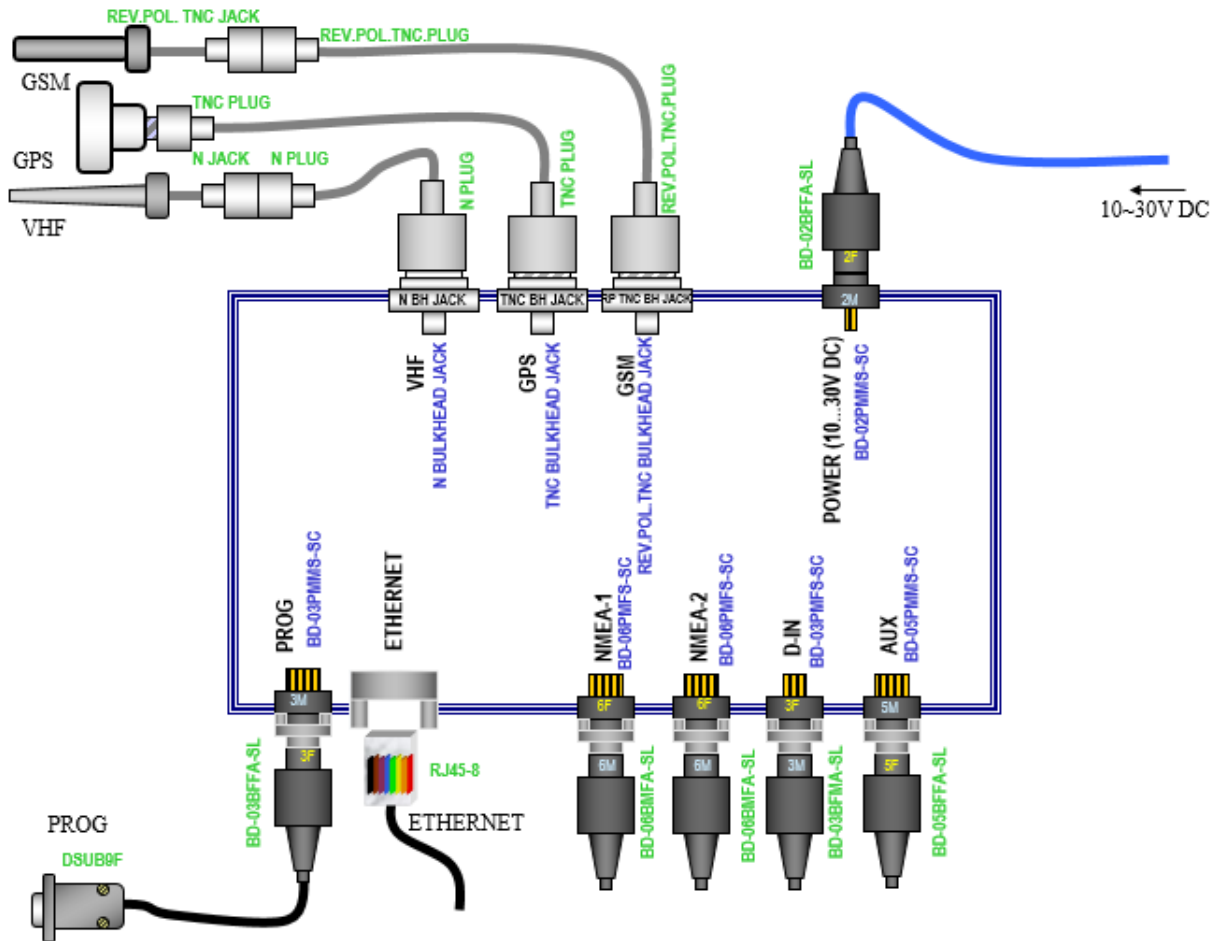 REV.POL. TNC JACK
REV.POL.TNC.PLUG
GSM
TNC PLUG
GPS
N JACK
N PLUG
VHF
N PLUG
TNC PLUG
REV.POL.TNC.PLUG
BD-02BFFA-SL
10~30V DC
2F
2M
N BH JACK
TNC BH JACK
RP TNC BH JACK
VHF
N BULKHEAD JACK
GPS
TNC BULKHEAD JACK
GSM
REV.POL.TNC BULKHEAD JACK
POWER (10...30V DC)
BD-02PMMS-SC
PROG
BD-03PMMS-SC
ETHERNET
NMEA-1
BD-06PMFS-SC
NMEA-2
BD-06PMFS-SC
D-IN
BD-03PMFS-SC
AUX
BD-05PMMS-SC
3M
6F
6F
3F
5M
3F
6M
6M
3M
5F
BD-03BFFA-SL
RJ45-8
BD-06BMFA-SL
BD-06BMFA-SL
BD-03BFMA-SL
BD-05BFFA-SL
PROG
ETHERNET
DSUB9F